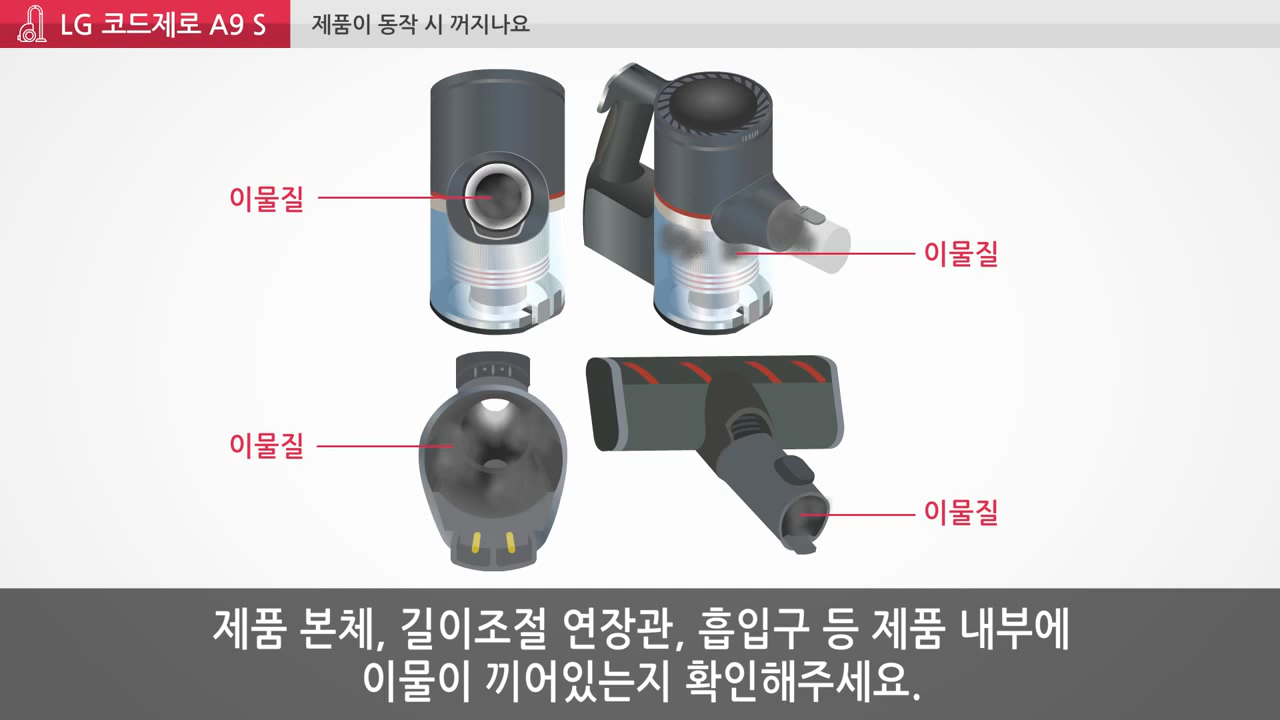 LG 코드제로 A9 S
제품이 동작 시 꺼지나요
이물질
이물질
이물질
이물질
제품 본체, 길이조절 연장관, 흡입구 등 제품 내부에
이물이 끼어있는지 확인해주세요.